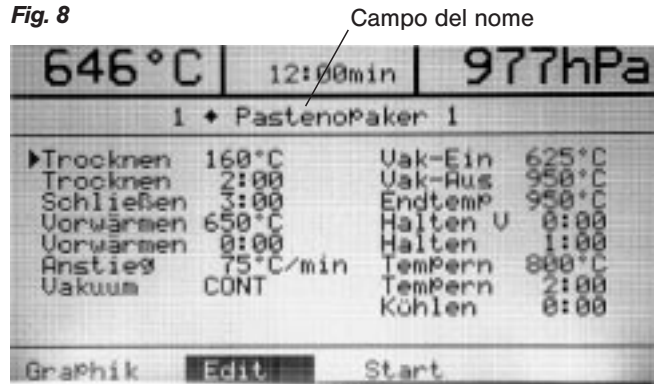 Fig. 8
Campo del nome
646°C 12:00min 977hPa
1 ◆ Pastenopaker 1
▶Trocknen 160°C Vak-Ein 625°C
Trocknen 2:00 Vak-Aus 950°C
Schließen 3:00 Endtemp 950°C
Vorwärmen 650°C Halten V 0:00
Vorwärmen 0:00 Halten 1:00
Anstieg 75°C/min Tempern 800°C
Vakuum CONT Tempern 2:00
Kühlen 0:00
Graphik Edit Start